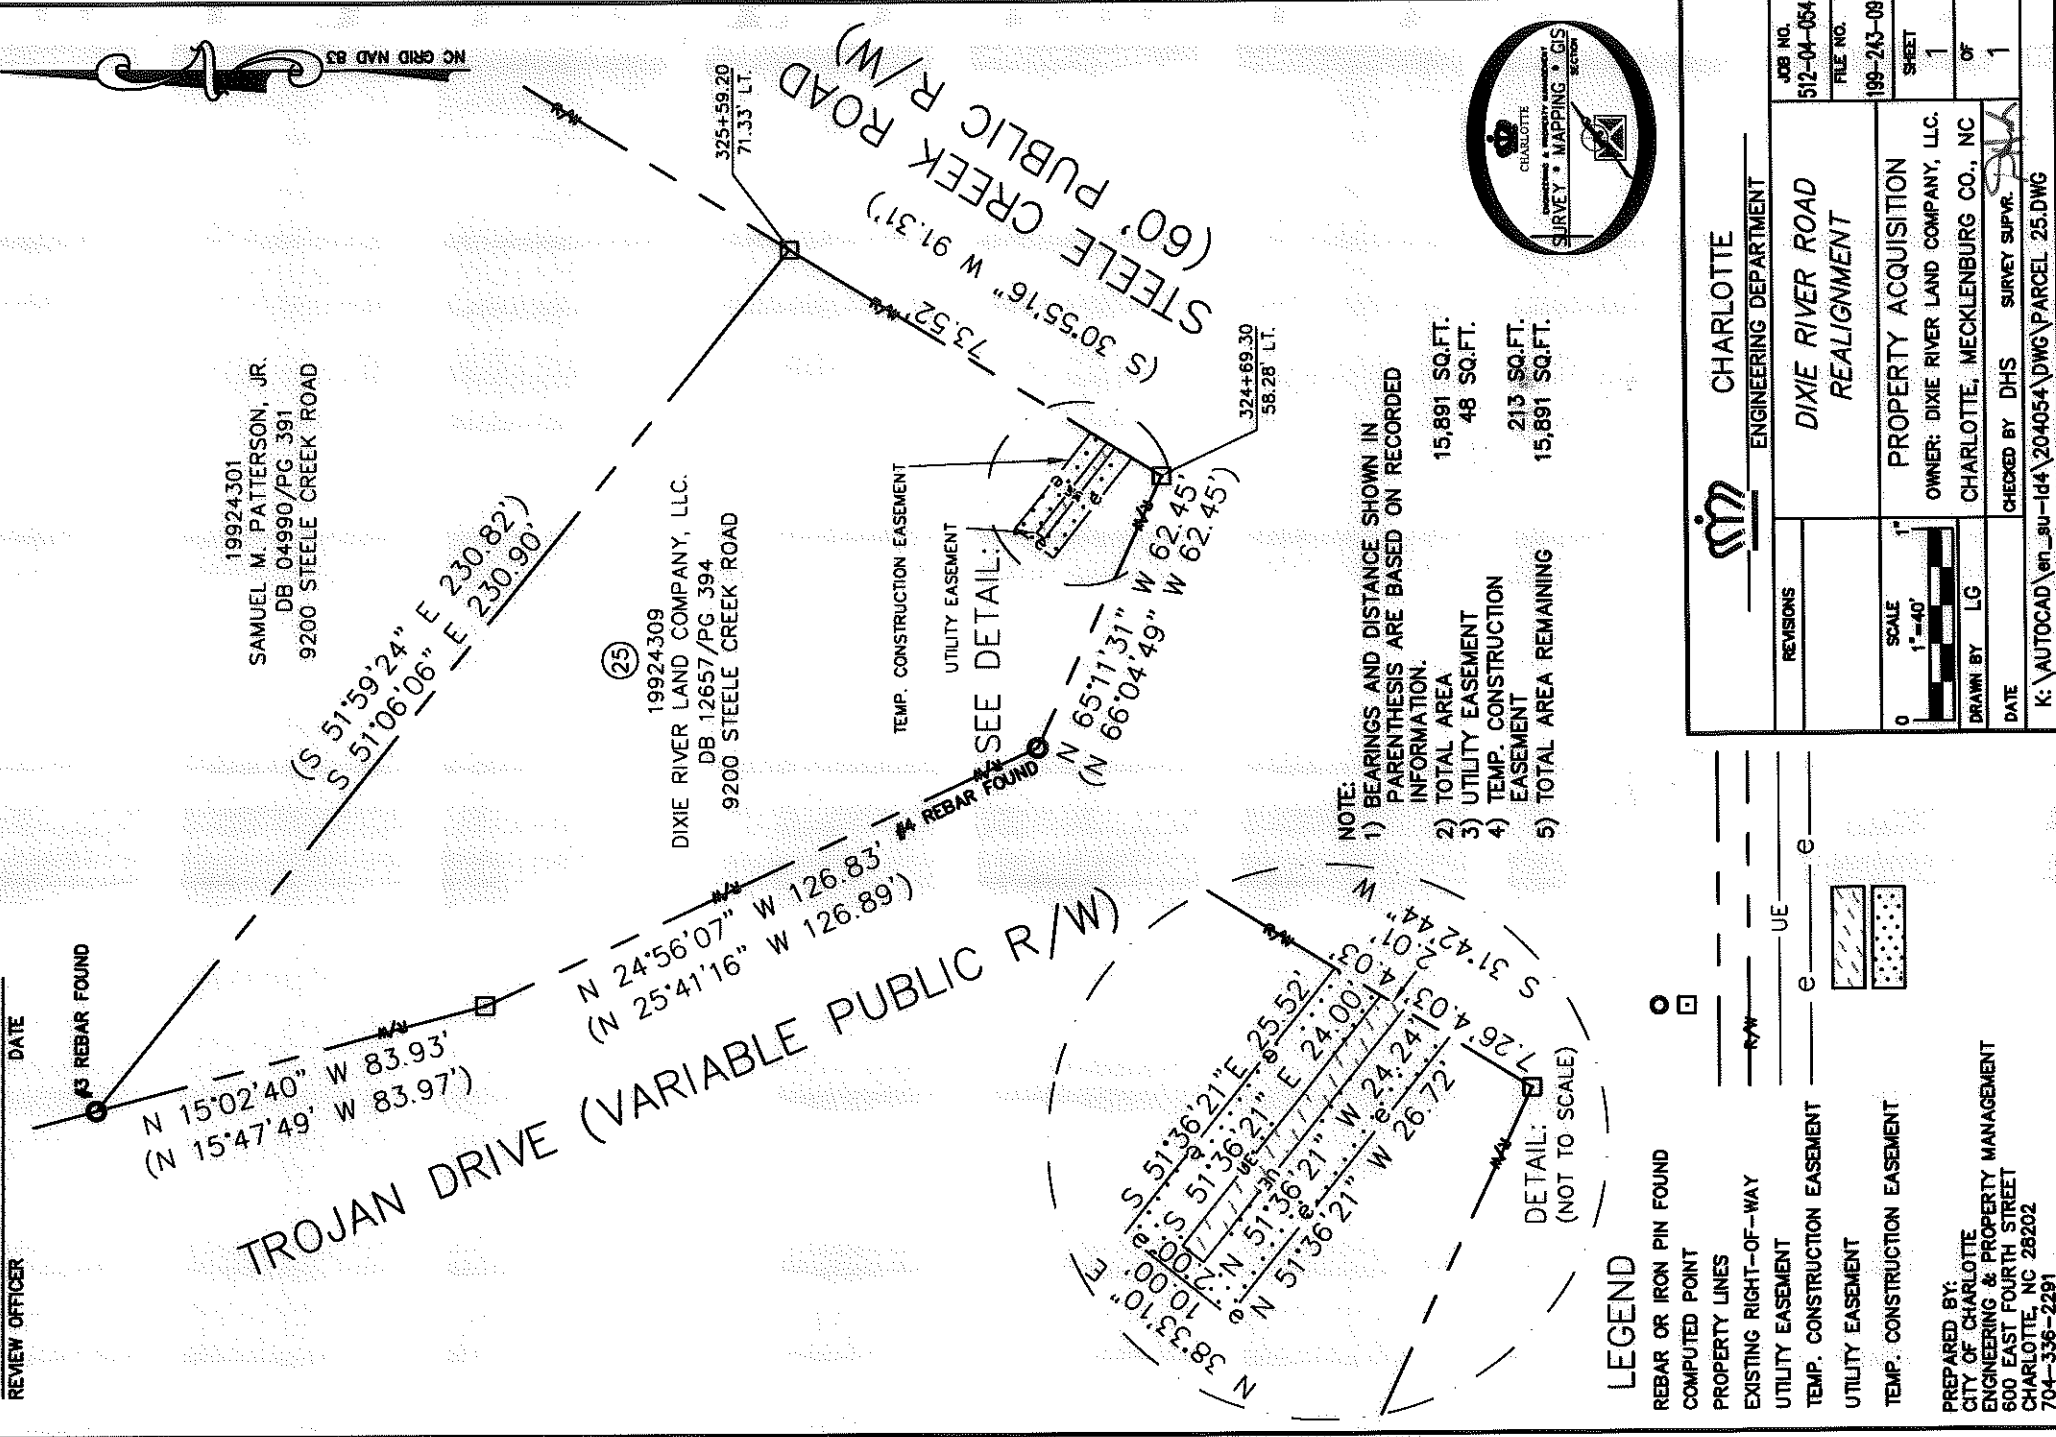 REVIEW OFFICER
DATE
NC GRID NAD 83
#3 REBAR FOUND
19924301
SAMUEL M. PATTERSON, JR.
DB 04990/PG 391
9200 STEELE CREEK ROAD
(S 51°59'24" E 230.82')
S 51°06'06" E 230.90'
325+59.20
71.33' LT.
STEELE CREEK ROAD
(60' PUBLIC R/W)
(S 30°55'16" W 91.31')
73.52'
R/W
R/W
N 15°02'40" W 83.93'
(N 15°47'49' W 83.97')
R/W
25
19924309
DIXIE RIVER LAND COMPANY, LLC.
DB 12657/PG 394
9200 STEELE CREEK ROAD
N 24°56'07" W 126.83'
(N 25°41'16" W 126.89')
R/W
TROJAN DRIVE (VARIABLE PUBLIC R/W)
#4 REBAR FOUND
R/W
TEMP. CONSTRUCTION EASEMENT
UTILITY EASEMENT
SEE DETAIL:
N 65°11'31" W 62.45'
(N 66°04'49" W 62.45')
R/W
324+69.30
58.28' LT.
NOTE:
1) BEARINGS AND DISTANCE SHOWN IN
PARENTHESIS ARE BASED ON RECORDED
INFORMATION.
2) TOTAL AREA 15,891 SQ.FT.
3) UTILITY EASEMENT 48 SQ.FT.
4) TEMP. CONSTRUCTION
EASEMENT 213 SQ.FT.
5) TOTAL AREA REMAINING 15,891 SQ.FT.
S 51°36'21" E 25.52'
S 51°36'21" E 24.00'
N 51°36'21" W 24.24'
N 51°36'21" W 26.72'
N 38°33'10" E
10.00'
2.00'
4.03'
2.01'
4.03'
7.26'
S 31°42'44" W
UE
UE
e
e
e
e
e
e
R/W
R/W
DETAIL:
(NOT TO SCALE)
LEGEND
REBAR OR IRON PIN FOUND
COMPUTED POINT
PROPERTY LINES
EXISTING RIGHT-OF-WAY R/W
UTILITY EASEMENT UE
TEMP. CONSTRUCTION EASEMENT e e
UTILITY EASEMENT
TEMP. CONSTRUCTION EASEMENT
PREPARED BY:
CITY OF CHARLOTTE
ENGINEERING & PROPERTY MANAGEMENT
600 EAST FOURTH STREET
CHARLOTTE, NC 28202
704-336-2291
CHARLOTTE
ENGINEERING & PROPERTY MANAGEMENT
SURVEY * MAPPING * GIS
SECTION
CHARLOTTE
ENGINEERING DEPARTMENT
REVISIONS
DIXIE RIVER ROAD
REALIGNMENT
JOB NO.
512-04-054
FILE NO.
199-243-09
SCALE
1"=40'
0 1"
PROPERTY ACQUISITION
OWNER: DIXIE RIVER LAND COMPANY, LLC.
CHARLOTTE, MECKLENBURG CO., NC
SHEET
1
OF
1
DRAWN BY LG
DATE
CHECKED BY DHS
SURVEY SUPVR.
K:\AUTOCAD\en_su-ld4\204054\DWG\PARCEL 25.DWG